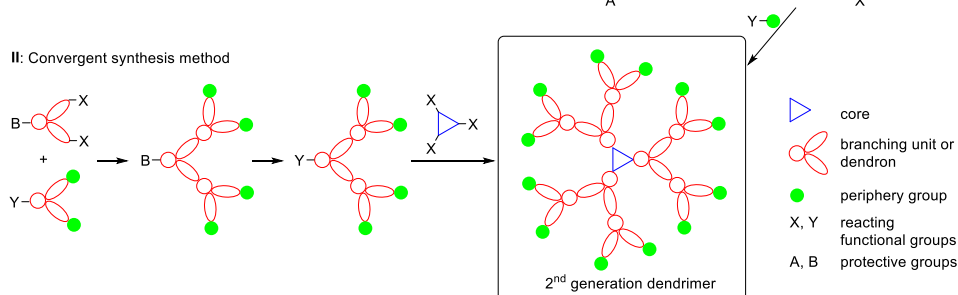 A
X
Y
II: Convergent synthesis method
X
B
X
+
Y
B
Y
X
X
X
2nd generation dendrimer
core
branching unit or
dendron
periphery group
X, Y reacting
functional groups
A, B protective groups